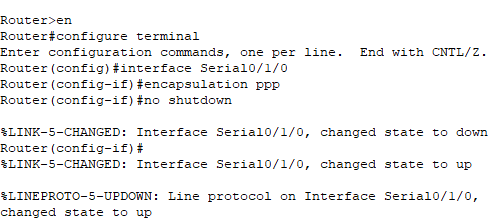 Router>en
Router#configure terminal
Enter configuration commands, one per line.  End with CNTL/Z.
Router(config)#interface Serial0/1/0
Router(config-if)#encapsulation ppp
Router(config-if)#no shutdown

%LINK-5-CHANGED: Interface Serial0/1/0, changed state to down
Router(config-if)#
%LINK-5-CHANGED: Interface Serial0/1/0, changed state to up

%LINEPROTO-5-UPDOWN: Line protocol on Interface Serial0/1/0,
changed state to up